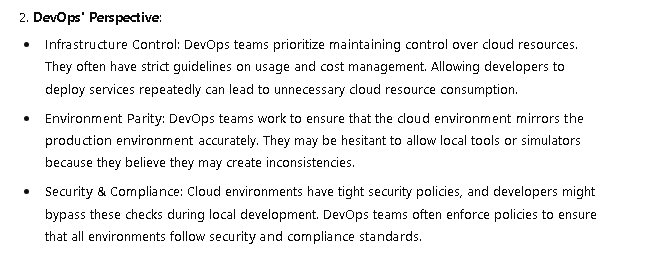 2. DevOps' Perspective:
• Infrastructure Control: DevOps teams prioritize maintaining control over cloud resources.
They often have strict guidelines on usage and cost management. Allowing developers to
deploy services repeatedly can lead to unnecessary cloud resource consumption.
• Environment Parity: DevOps teams work to ensure that the cloud environment mirrors the
production environment accurately. They may be hesitant to allow local tools or simulators
because they believe they may create inconsistencies.
• Security & Compliance: Cloud environments have tight security policies, and developers might
bypass these checks during local development. DevOps teams often enforce policies to ensure
that all environments follow security and compliance standards.